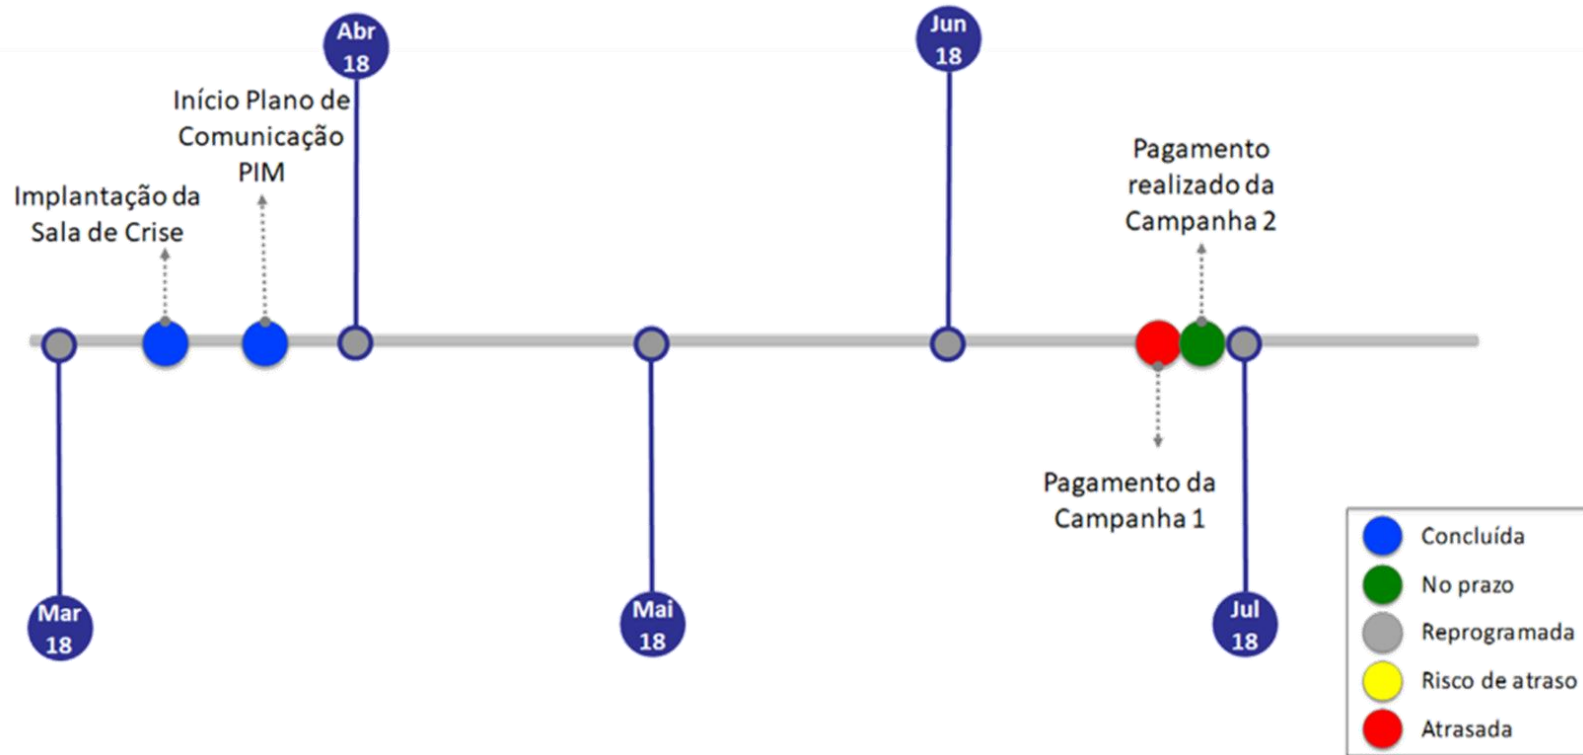 Abr
18
Jun
18
Início Plano de
Comunicação
PIM
Implantação da
Sala de Crise
Pagamento
realizado da
Campanha 2
Pagamento da
Campanha 1
Mar
18
Mai
18
Jul
18
Concluída
No prazo
Reprogramada
Risco de atraso
Atrasada